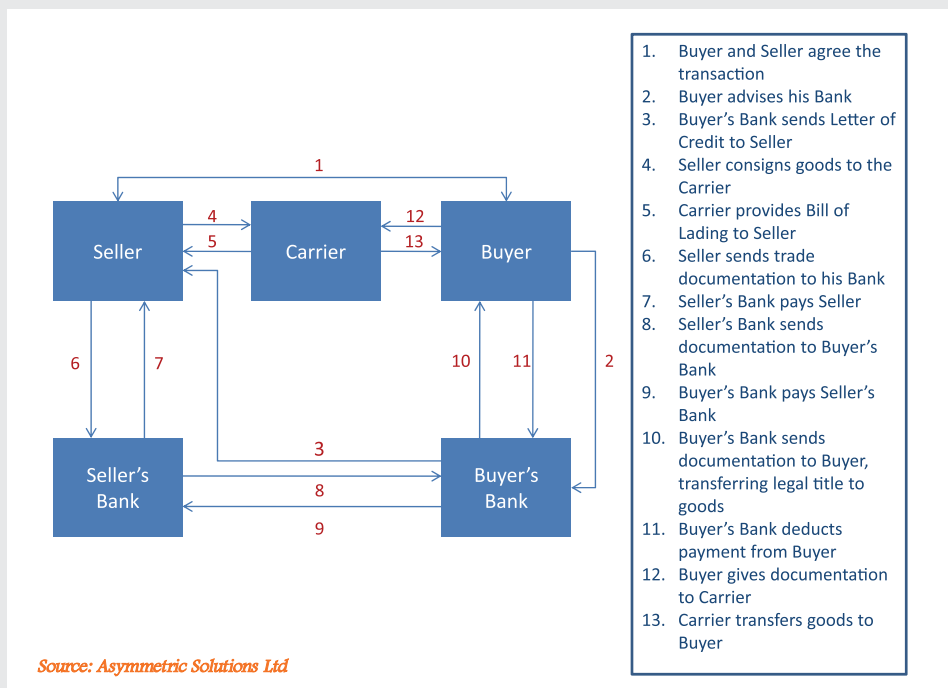 1
4
12
5
13
Seller
Carrier
Buyer
6
7
10
11
2
3
Seller’s
Bank
Buyer’s
Bank
8
9
Source: Asymmetric Solutions Ltd
1. Buyer and Seller agree the
transaction
2. Buyer advises his Bank
3. Buyer’s Bank sends Letter of
Credit to Seller
4. Seller consigns goods to the
Carrier
5. Carrier provides Bill of
Lading to Seller
6. Seller sends trade
documentation to his Bank
7. Seller’s Bank pays Seller
8. Seller’s Bank sends
documentation to Buyer’s
Bank
9. Buyer’s Bank pays Seller’s
Bank
10. Buyer’s Bank sends
documentation to Buyer,
transferring legal title to
goods
11. Buyer’s Bank deducts
payment from Buyer
12. Buyer gives documentation
to Carrier
13. Carrier transfers goods to
Buyer